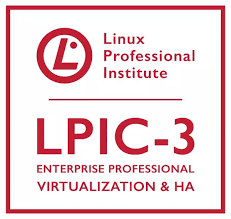 Linux
Professional
Institute
LPIC-3
ENTERPRISE PROFESSIONAL
VIRTUALIZATION & HA